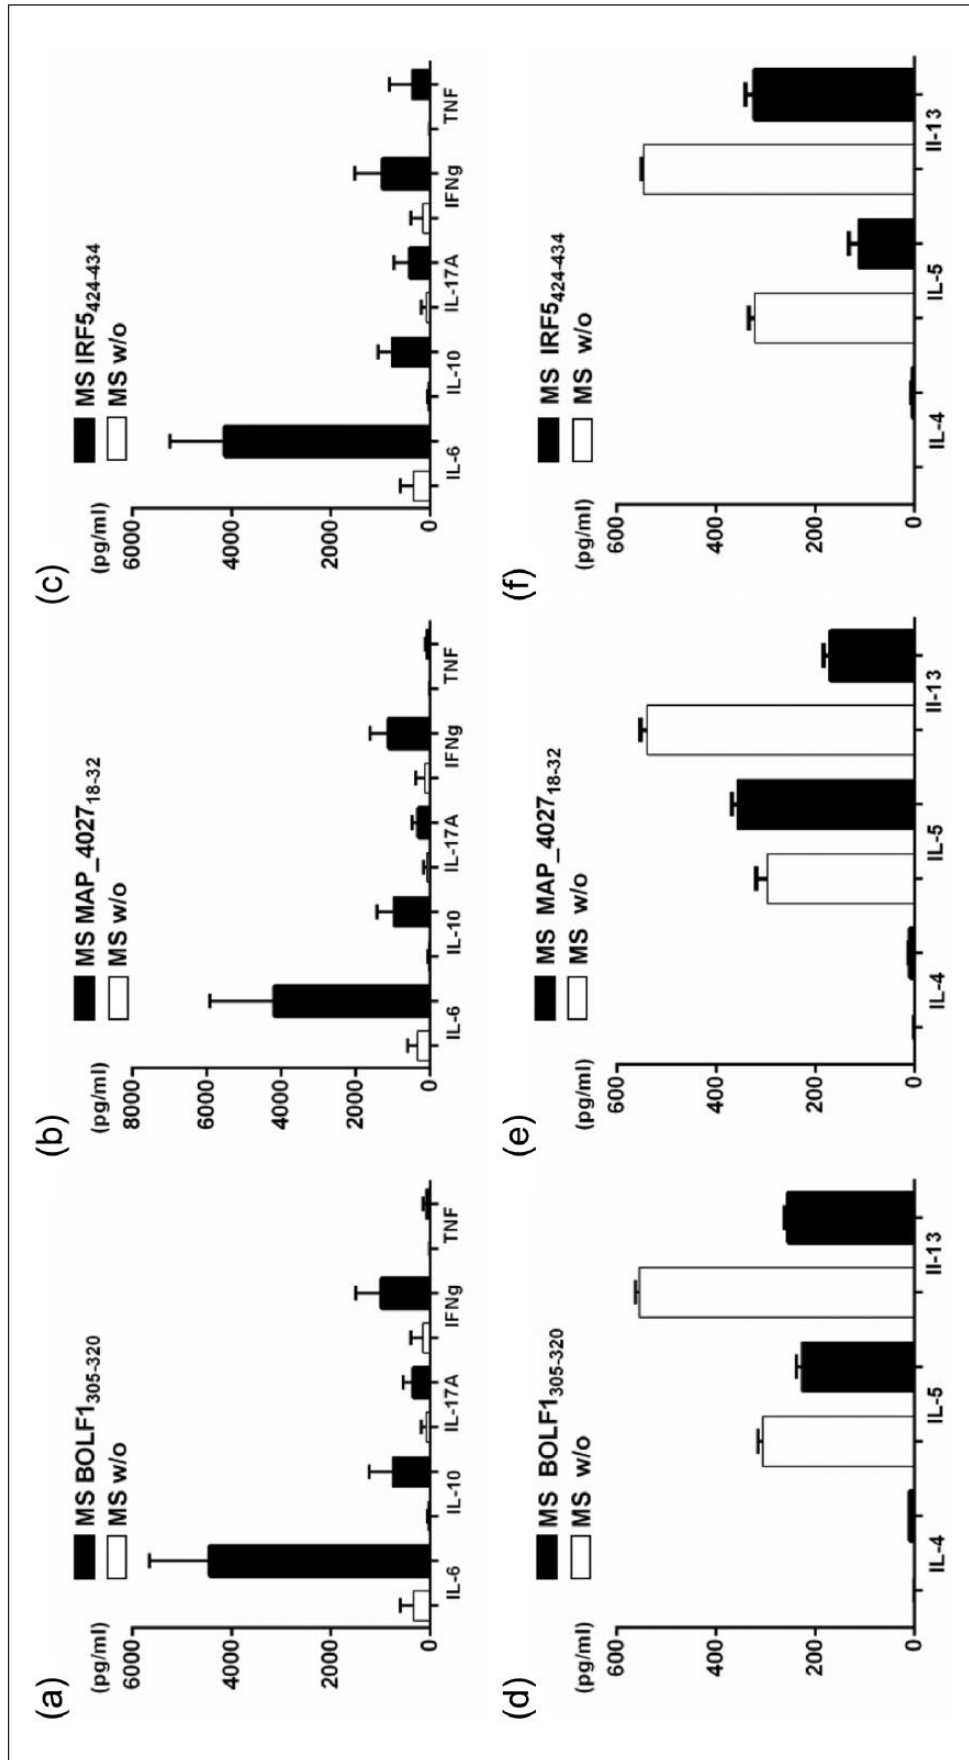 (a)
MS BOLF1305-320
MS w/o
(pg/ml)
6000
4000
2000
0
IL-6
IL-10
IL-17A
IFNg
TNF
(b)
MS MAP_402718-32
MS w/o
(pg/ml)
8000
6000
4000
2000
0
IL-6
IL-10
IL-17A
IFNg
TNF
(c)
MS IRF5424-434
MS w/o
(pg/ml)
6000
4000
2000
0
IL-6
IL-10
IL-17A
IFNg
TNF
(d)
MS BOLF1305-320
MS w/o
(pg/ml)
600
400
200
0
IL-4
IL-5
Il-13
(e)
MS MAP_402718-32
MS w/o
(pg/ml)
600
400
200
0
IL-4
IL-5
Il-13
(f)
MS IRF5424-434
MS w/o
(pg/ml)
600
400
200
0
IL-4
IL-5
Il-13